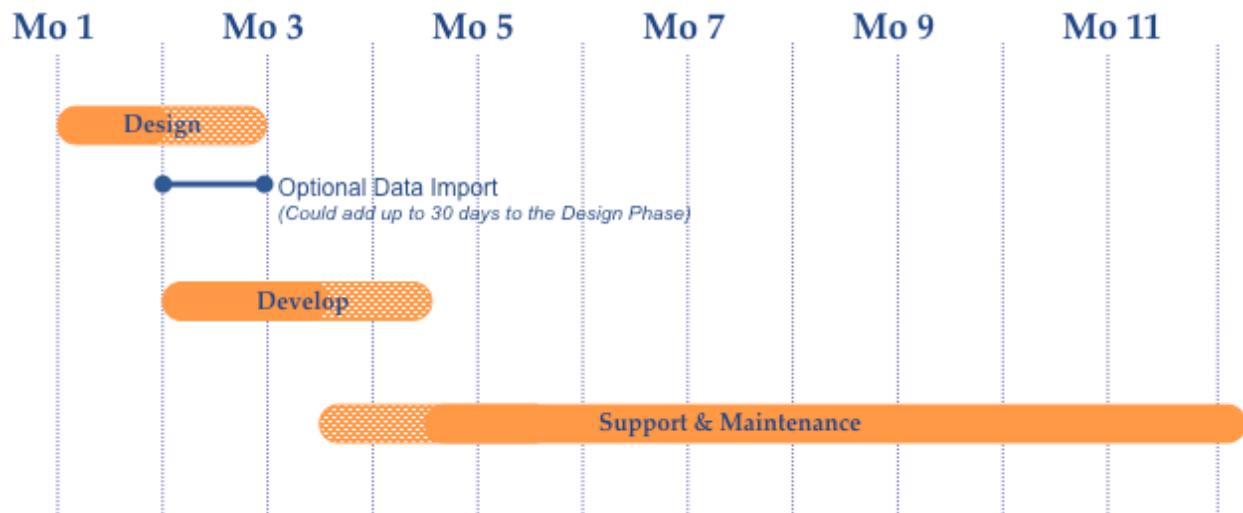 Mo 1 Mo 3 Mo 5 Mo 7 Mo 9 Mo 11
Design
Optional Data Import
(Could add up to 30 days to the Design Phase)
Develop
Support & Maintenance